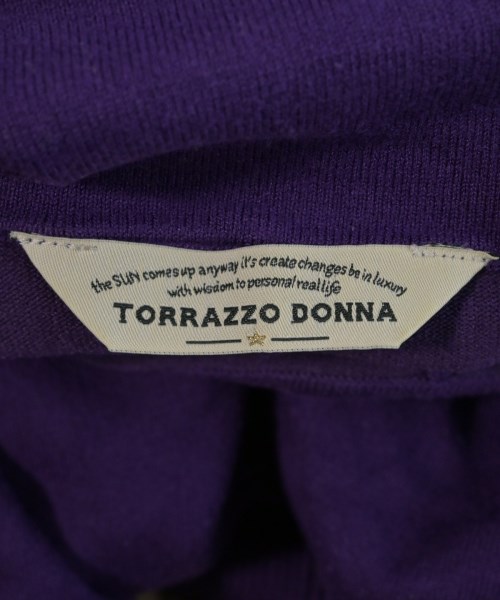 the SUN comes up anyway it's create changes be in luxury
with wisdom to personal real life
TORRAZZO DONNA